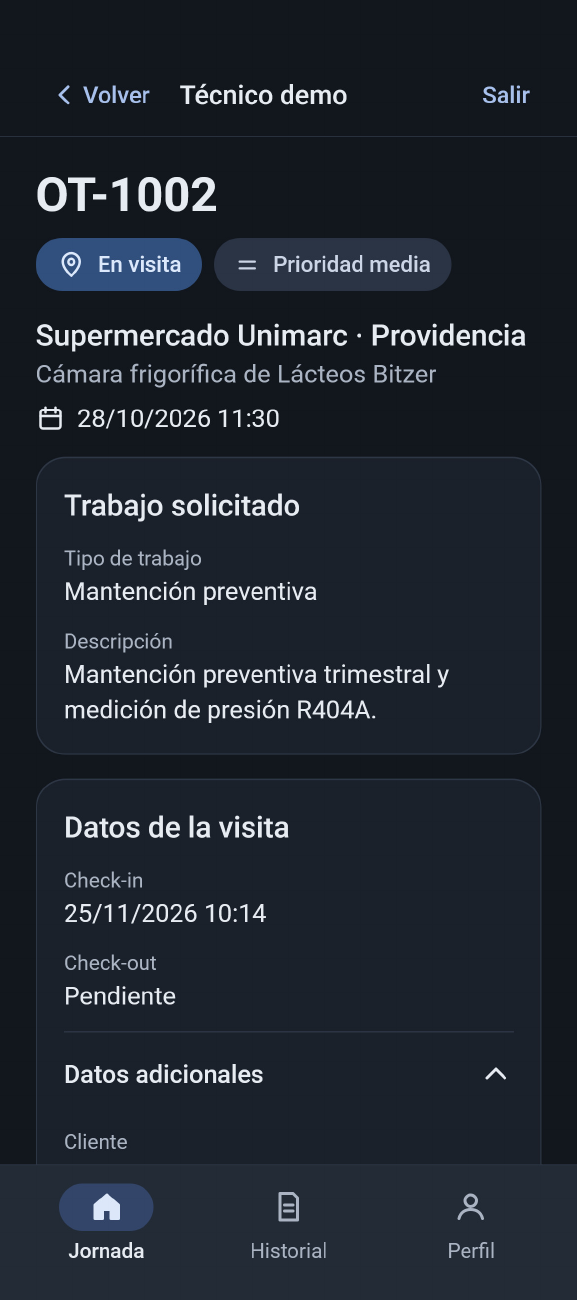 Volver Técnico demo Salir
OT-1002
En visita Prioridad media
Supermercado Unimarc · Providencia
Cámara frigorífica de Lácteos Bitzer
28/10/2026 11:30
Trabajo solicitado
Tipo de trabajo
Mantención preventiva
Descripción
Mantención preventiva trimestral y
medición de presión R404A.
Datos de la visita
Check-in
25/11/2026 10:14
Check-out
Pendiente
Datos adicionales
Cliente
Jornada Historial Perfil